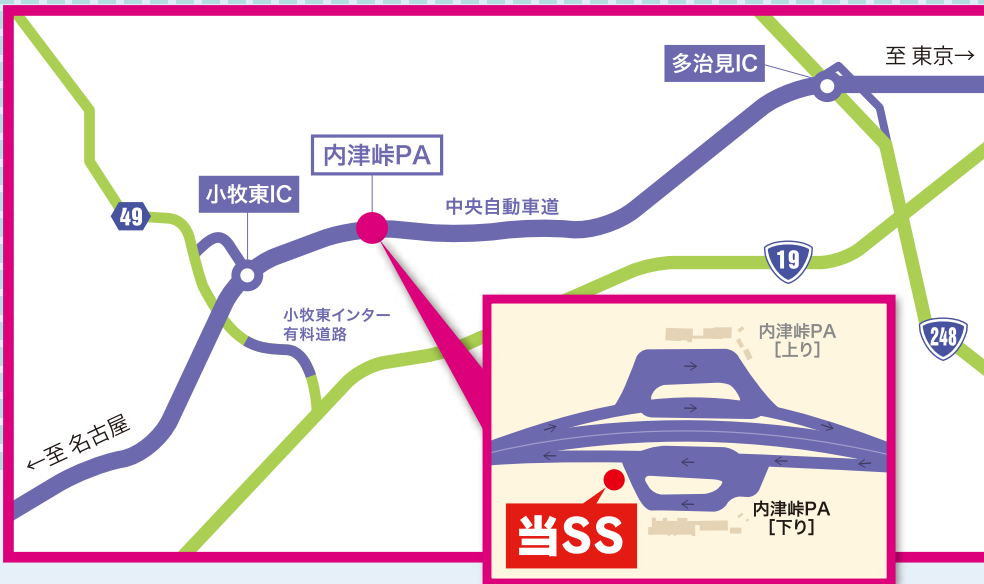 多治見IC
至 東京→
内津峠PA
小牧東IC
中央自動車道
49
19
小牧東インター
有料道路
248
←至 名古屋
内津峠PA
[上り]
当SS
内津峠PA
[下り]